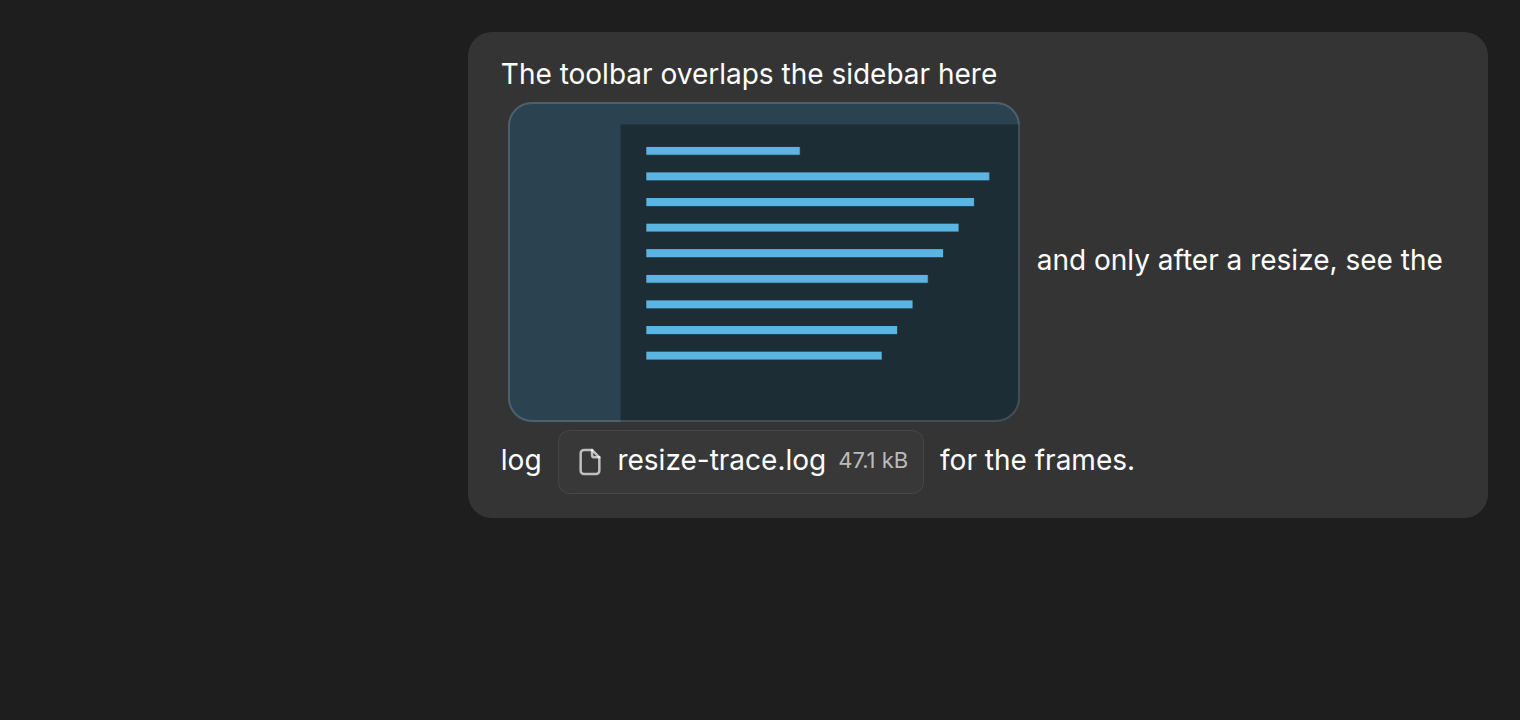 The toolbar overlaps the sidebar here
and only after a resize, see the
log resize-trace.log 47.1 kB for the frames.